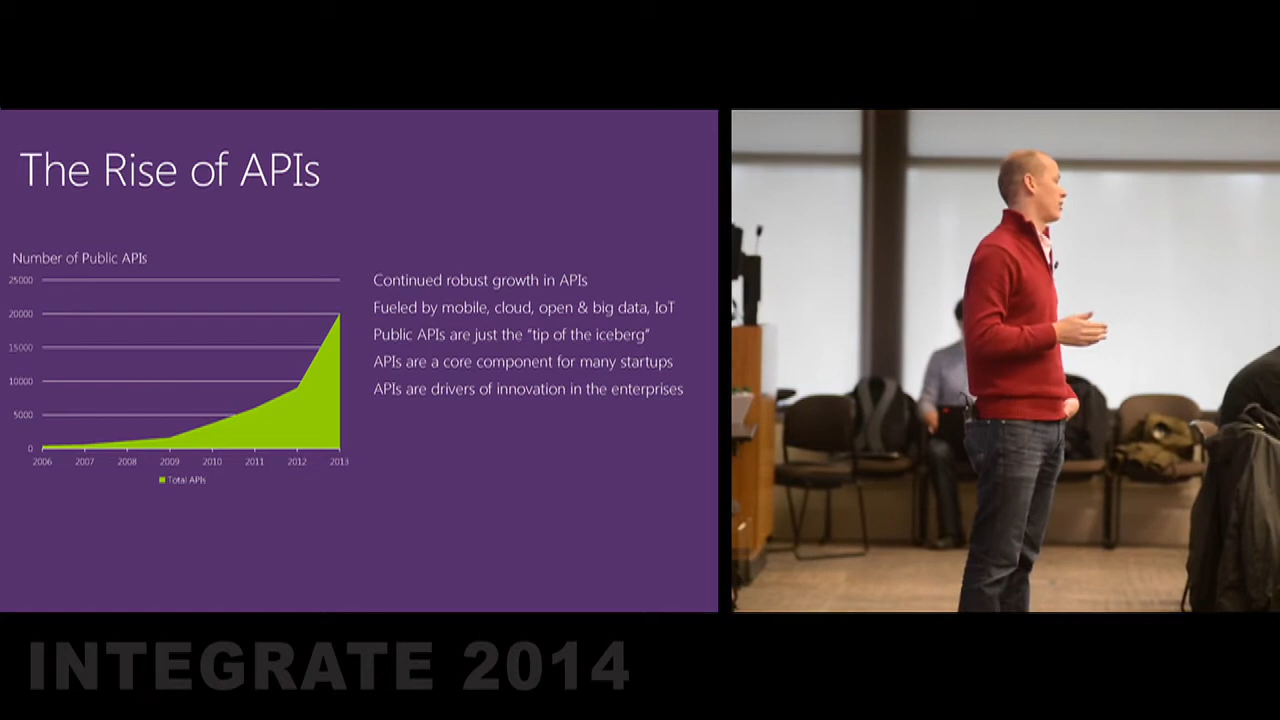 The Rise of APIs
Number of Public APIs
25000
20000
15000
10000
5000
0
2006 2007 2008 2009 2010 2011 2012 2013
Total APIs
Continued robust growth in APIs
Fueled by mobile, cloud, open & big data, IoT
Public APIs are just the “tip of the iceberg”
APIs are a core component for many startups
APIs are drivers of innovation in the enterprises
INTEGRATE 2014